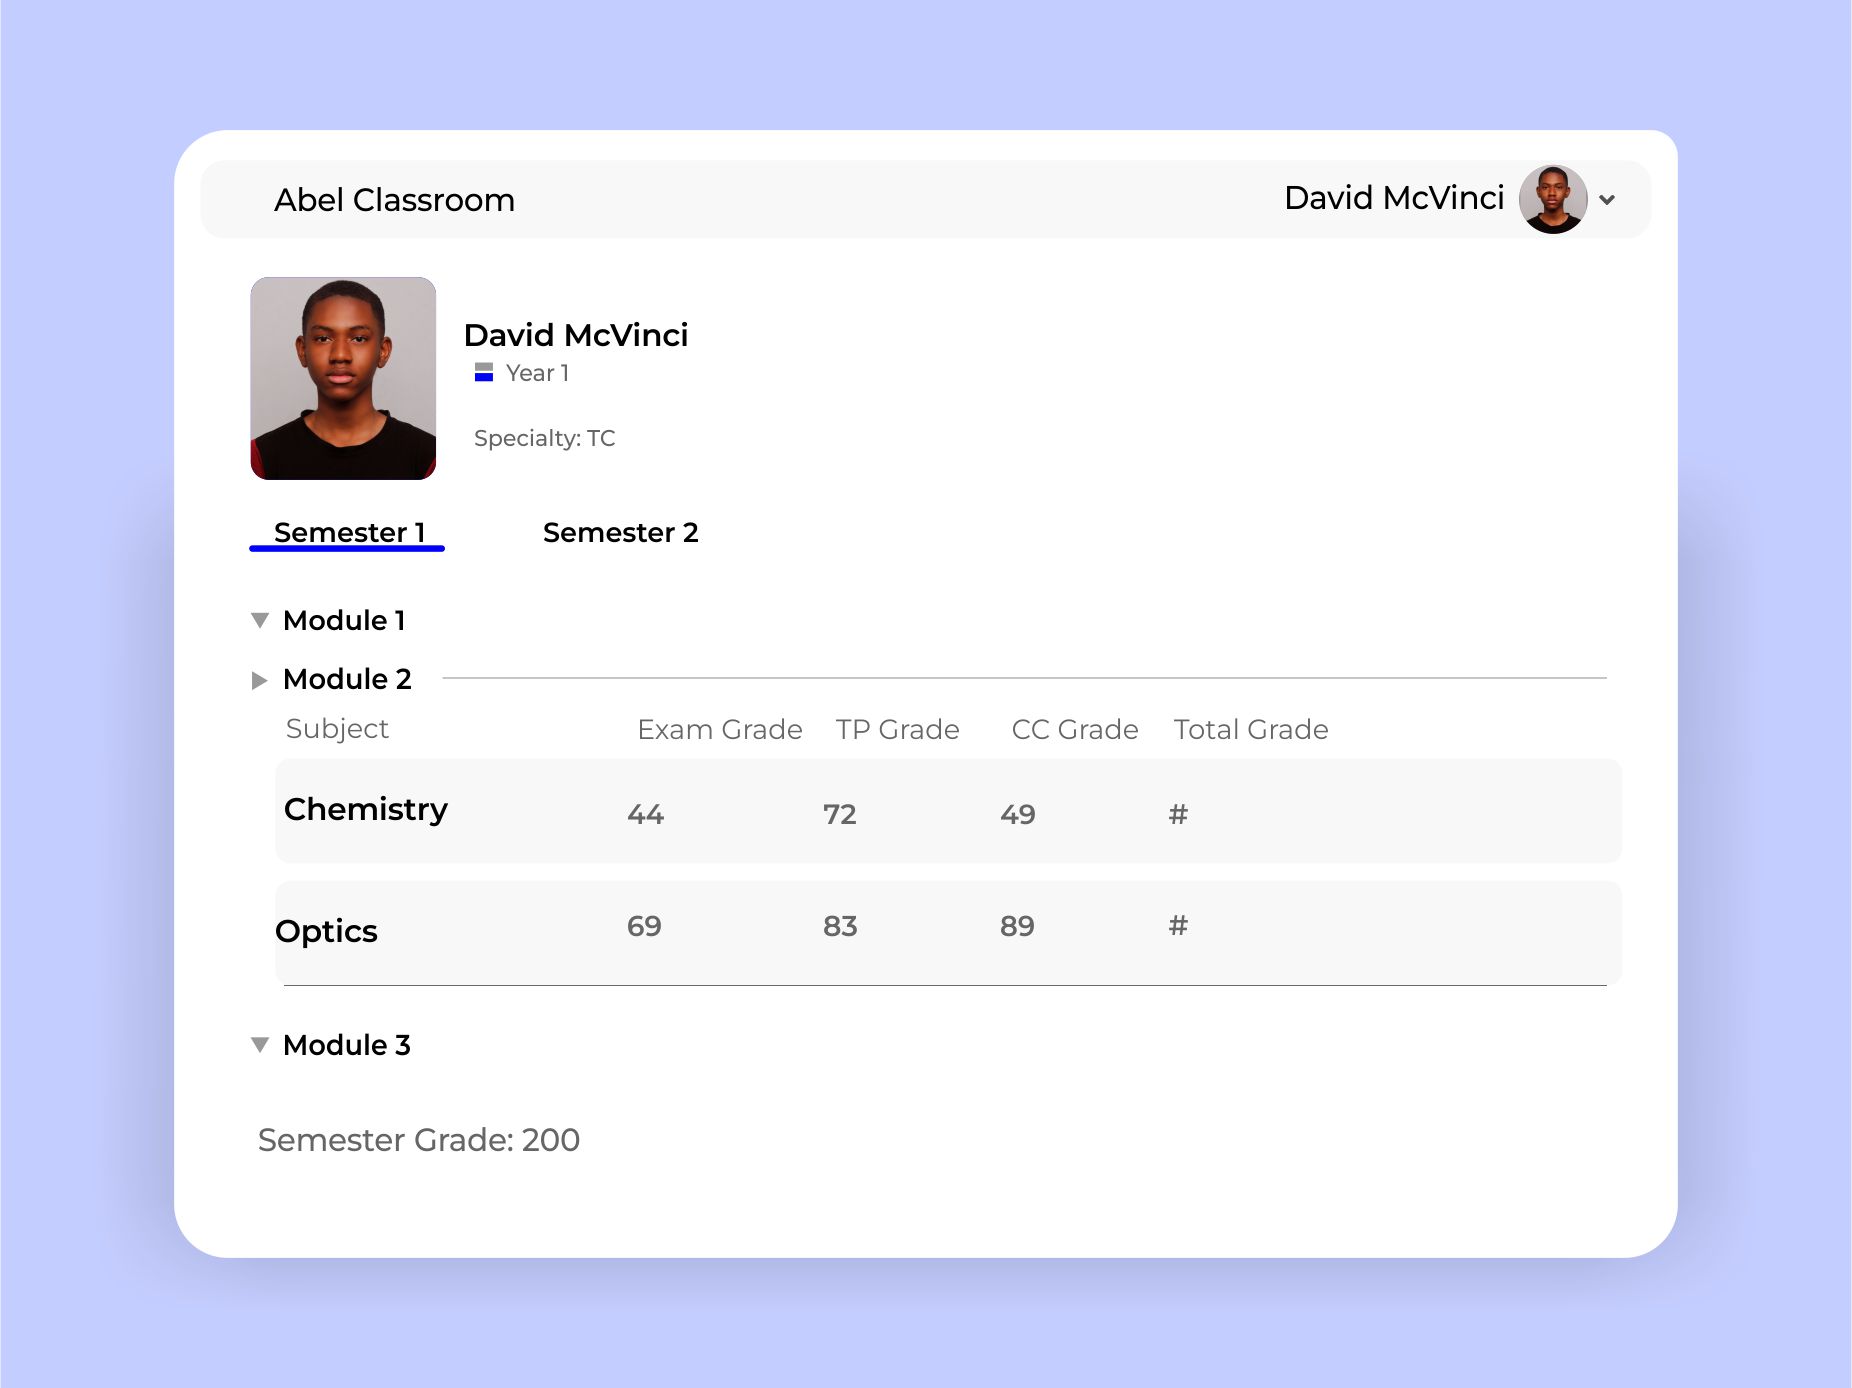 Abel Classroom
David McVinci
David McVinci
Year 1
Specialty: TC
Semester 1 Semester 2
Module 1
Module 2
Subject Exam Grade TP Grade CC Grade Total Grade
Chemistry 44 72 49 #
Optics 69 83 89 #
Module 3
Semester Grade: 200